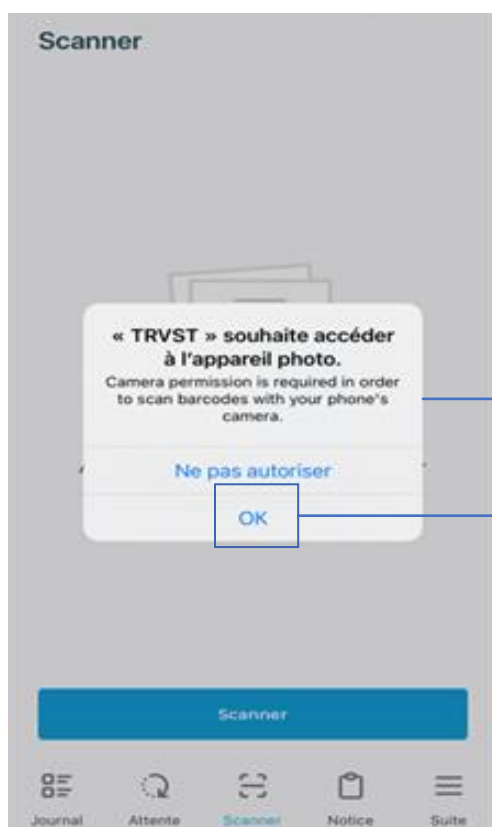 Scanner
« TRVST » souhaite accéder
à l'appareil photo.
Camera permission is required in order
to scan barcodes with your phone's
camera.
Ne pas autoriser
OK
Scanner
Journal
Attente
Scanner
Notice
Suite